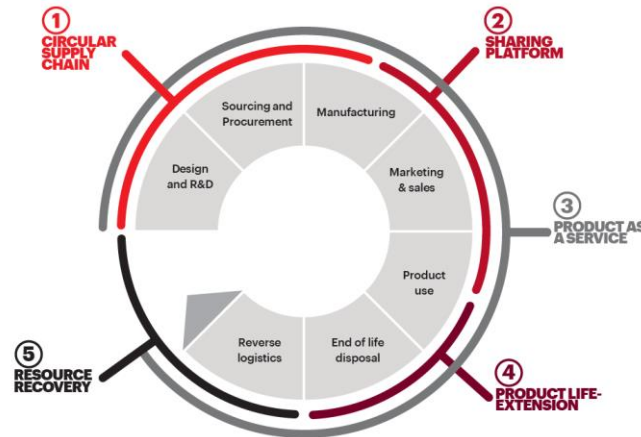 1
CIRCULAR
SUPPLY
CHAIN
2
SHARING
PLATFORM
Sourcing and
Procurement
Manufacturing
Design
and R&D
Marketing
& sales
3
PRODUCT AS
A SERVICE
Product
use
Reverse
logistics
End of life
disposal
5
RESOURCE
RECOVERY
4
PRODUCT LIFE-
EXTENSION